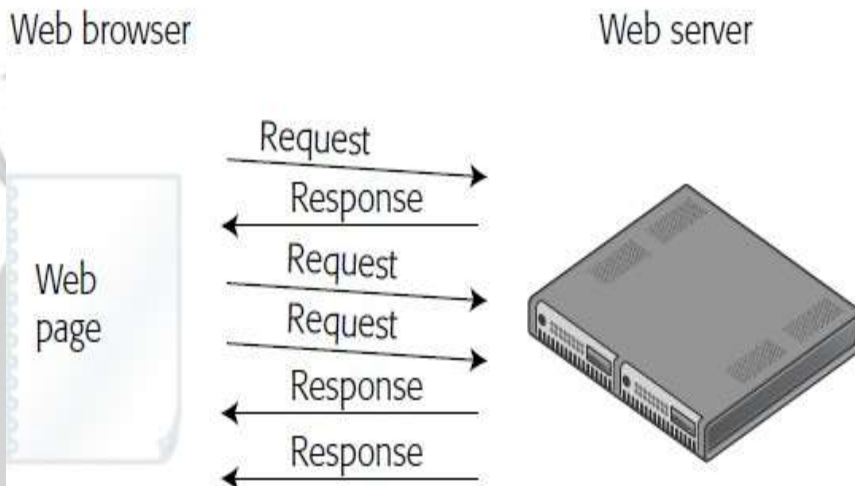 Web browser
Web server
Request
Response
Request
Request
Response
Response
Web
page